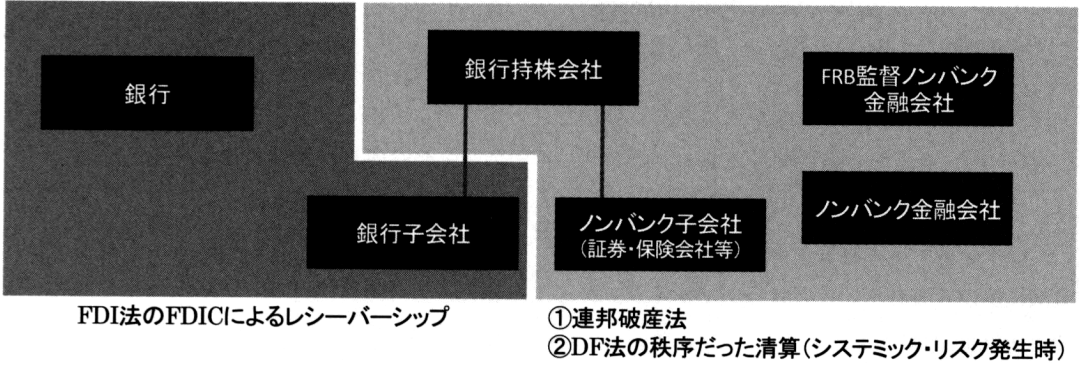 銀行
銀行持株会社
FRB監督ノンバンク
金融会社
銀行子会社
ノンバンク子会社
（証券・保険会社等）
ノンバンク金融会社
FDI法のFDICによるレシーバーシップ
①連邦破産法
②DF法の秩序だった清算（システミック・リスク発生時）